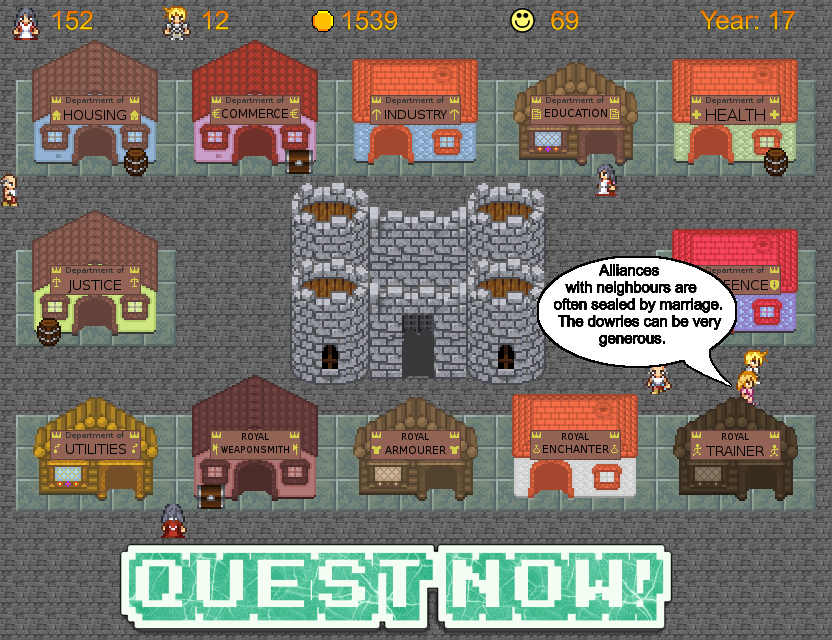 152 12 1539 69 Year: 17
Department of
HOUSING
Department of
COMMERCE
Department of
INDUSTRY
Department of
EDUCATION
Department of
HEALTH
Department of
JUSTICE
ENCE
Alliances
with neighbours are
often sealed by marriage.
The dowries can be very
generous.
Department of
UTILITIES
ROYAL
WEAPONSMITH
ROYAL
ARMOURER
ROYAL
ENCHANTER
ROYAL
TRAINER
QUEST NOW!